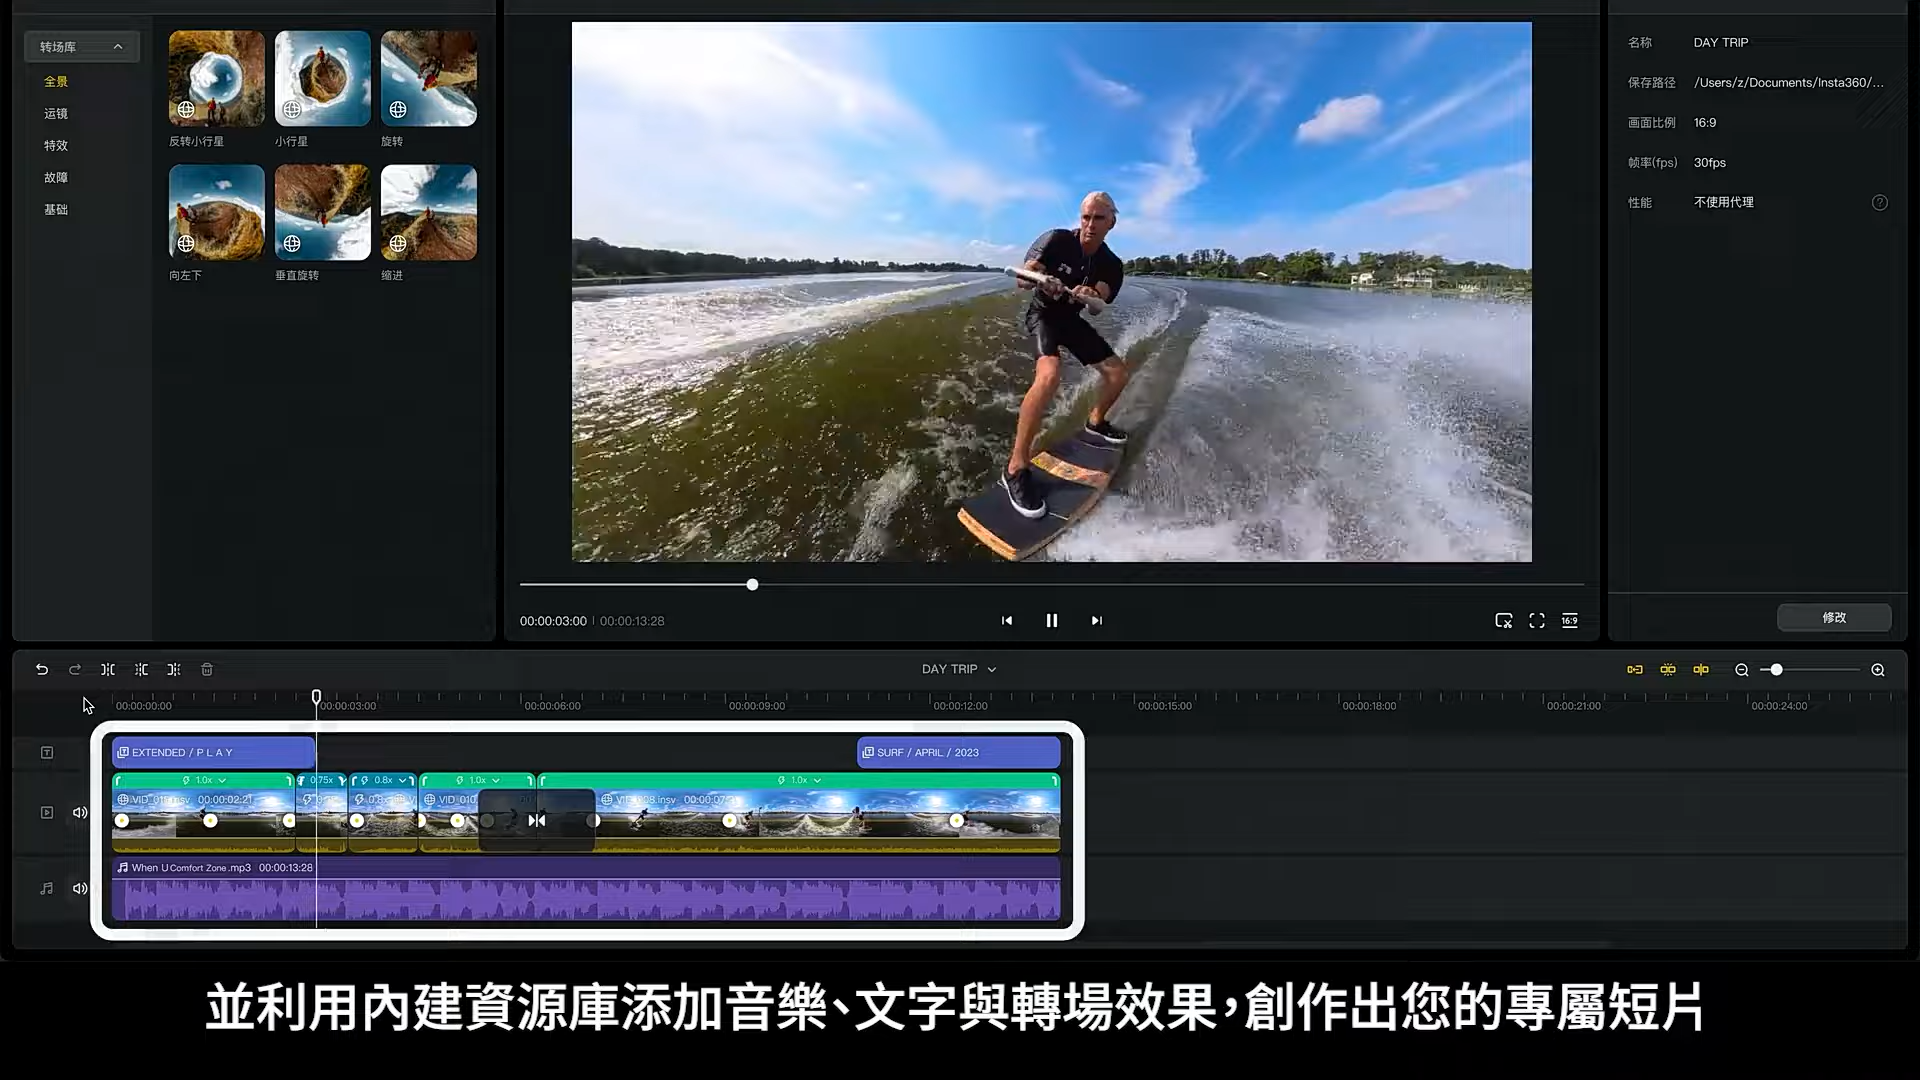 转场库
全景
运镜
特效
故障
基础
反转小行星
小行星
旋转
向左下
垂直旋转
缩进
00:00:03:00 | 00:00:13:28
16:9
名称 DAY TRIP
保存路径 /Users/z/Documents/Insta360/...
画面比例 16:9
帧率(fps) 30fps
性能 不使用代理 ?
修改
DAY TRIP
00:00:00:00 00:00:03:00 00:00:06:00 00:00:09:00 00:00:12:00 00:00:15:00 00:00:18:00 00:00:21:00 00:00:24:00
EXTENDED / P L A Y
SURF / APRIL / 2023
1.0x 0.75x 0.8x 1.0x 1.0x
00:00:02:21
When U Comfort Zone .mp3 00:00:13:28
並利用內建資源庫添加音樂、文字與轉場效果，創作出您的專屬短片